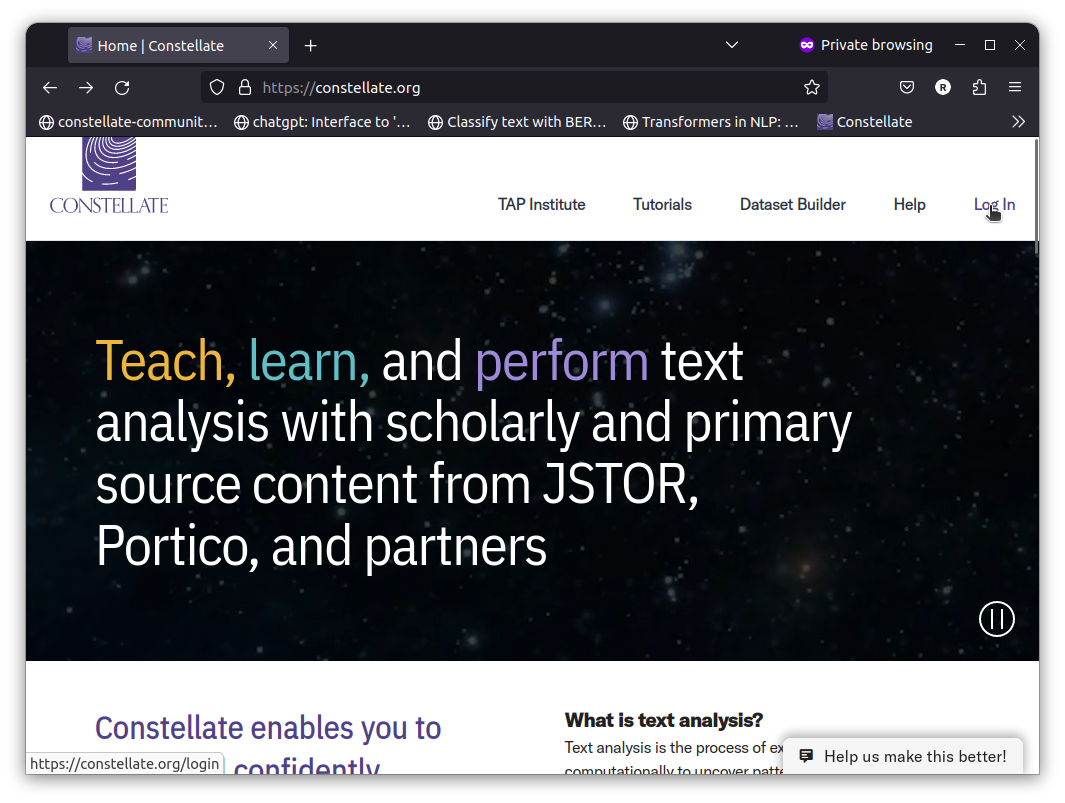 Home | Constellate
Private browsing
https://constellate.org
R
constellate-communit…
chatgpt: Interface to '…
Classify text with BER…
Transformers in NLP: …
Constellate
CONSTELLATE
TAP Institute
Tutorials
Dataset Builder
Help
Log In
Teach, learn, and perform text
analysis with scholarly and primary
source content from JSTOR,
Portico, and partners
Constellate enables you to
confidently
What is text analysis?
Text analysis is the process of ex
computationally to uncover patte
Help us make this better!
https://constellate.org/login